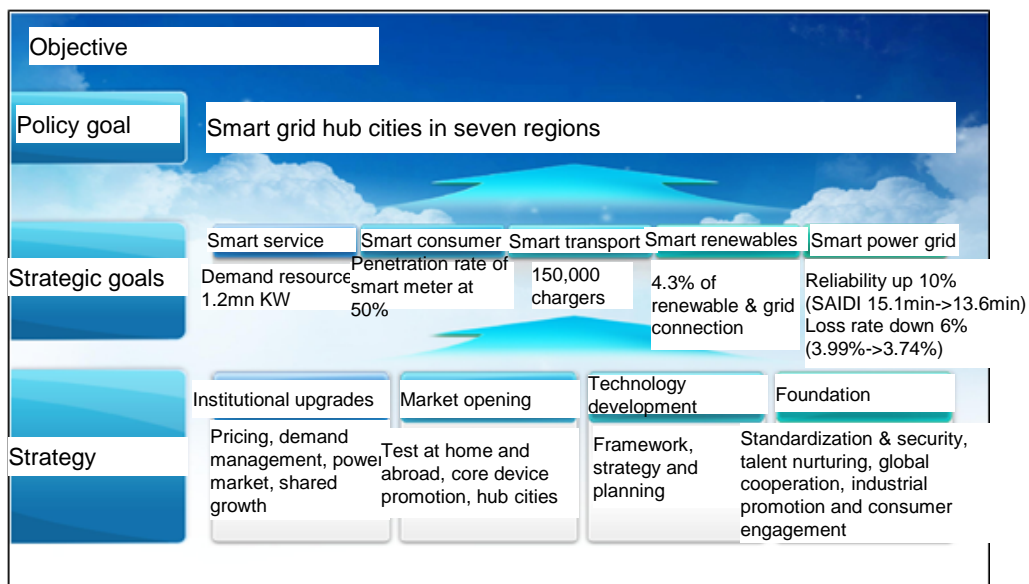 Objective
Policy goal
Smart grid hub cities in seven regions
Strategic goals
Smart service
Demand resource
1.2mn KW
Smart consumer
Penetration rate of
smart meter at
50%
Smart transport
150,000
chargers
Smart renewables
4.3% of
renewable & grid
connection
Smart power grid
Reliability up 10%
(SAIDI 15.1min->13.6min)
Loss rate down 6%
(3.99%->3.74%)
Strategy
Institutional upgrades
Pricing, demand
management, power
market, shared
growth
Market opening
Test at home and
abroad, core device
promotion, hub cities
Technology
development
Framework,
strategy and
planning
Foundation
Standardization & security,
talent nurturing, global
cooperation, industrial
promotion and consumer
engagement